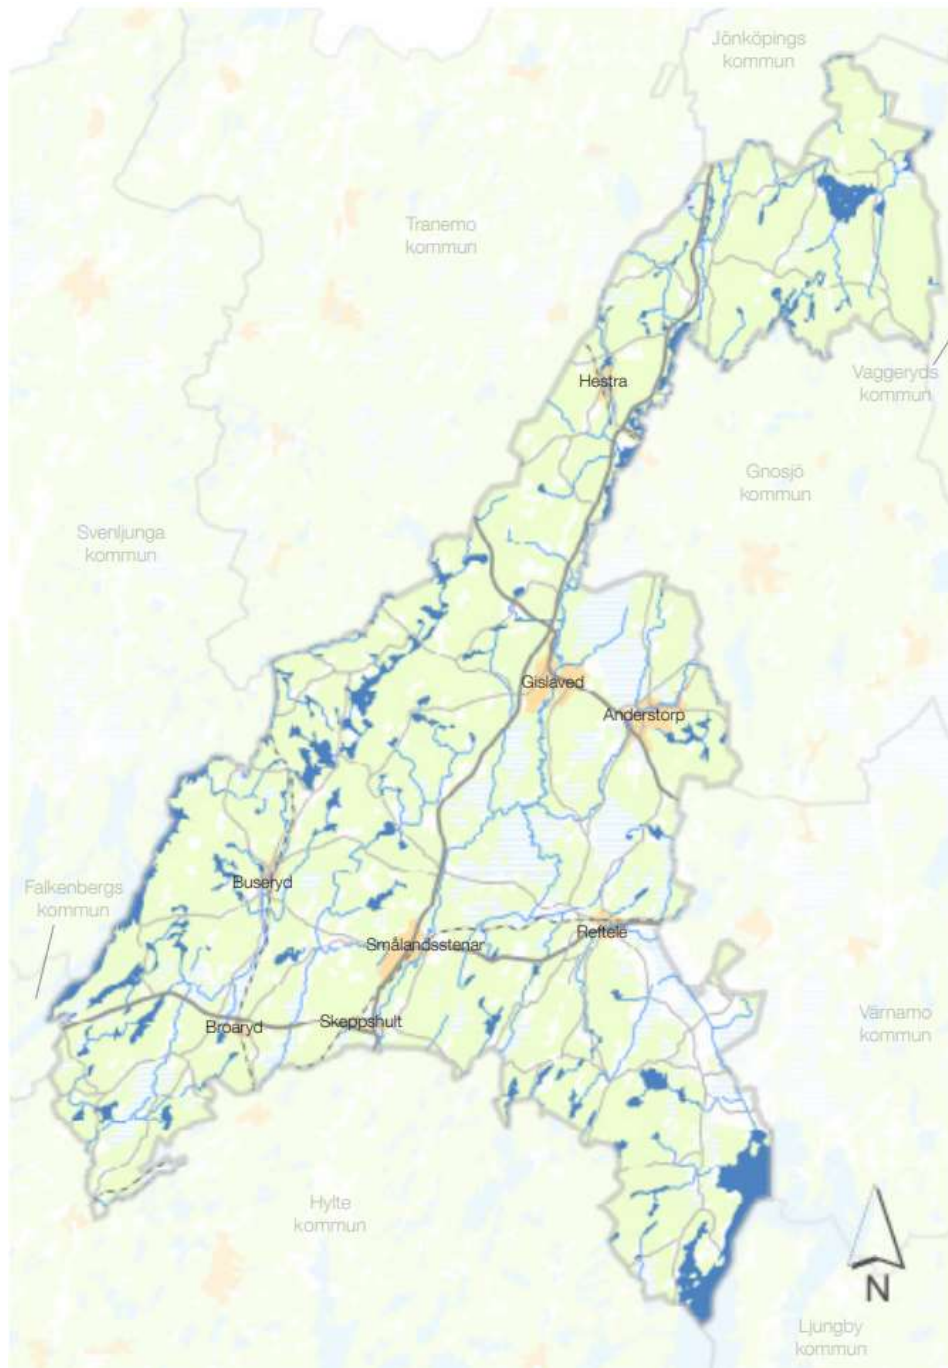 Jönköpings
kommun
Tranemo
kommun
Vaggeryds
kommun
Hestra
Gnosjö
kommun
Svenljunga
kommun
Gislaved
Anderstorp
Buseryd
Falkenbergs
kommun
Smålandsstenar
Reftele
Värnamo
kommun
Broaryd
Skeppshult
Hylte
kommun
N
Ljungby
kommun